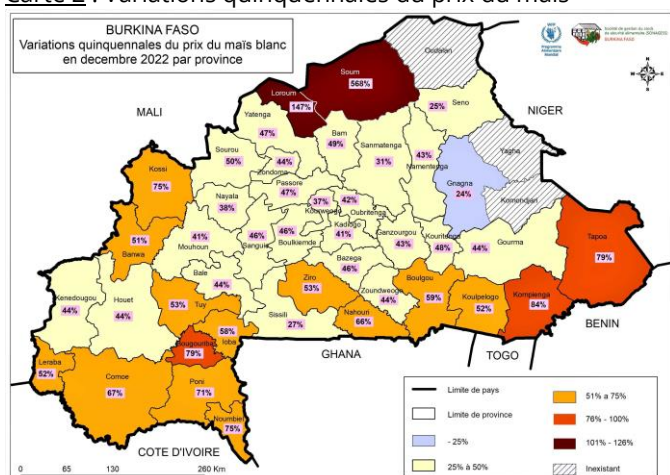 Carte 2 : Variations quinquennales du prix du maïs
BURKINA FASO
Variations quinquennales du prix du maïs blanc
en decembre 2022 par province
WFP
Programme
Alimentaire
Mondial
BURKINA FASO
MALI
NIGER
BENIN
TOGO
GHANA
COTE D'IVOIRE
Oudalan
Soum
568%
Loroum
147%
Seno
25%
Yatenga
47%
Bam
49%
Sanmatenga
31%
Namentenga
43%
Yagha
Gnagna
24%
Komondjari
Sourou
50%
Zondoma
44%
Kossi
75%
Passore
47%
Nayala
38%
Kourweogo
37%
Oubritenga
42%
Kadiogo
41%
Ganzourgou
43%
Kouritenga
48%
Gourma
44%
Tapoa
79%
Banwa
51%
Mouhoun
41%
Sanguie
46%
Boulkiemde
46%
Bazega
46%
Bale
44%
Ziro
53%
Zoundweogo
44%
Boulgou
59%
Koulpelogo
52%
Kompienga
84%
Kenedougou
44%
Houet
44%
Tuy
53%
Ioba
58%
Sissili
27%
Nahouri
66%
Bougouriba
79%
Leraba
52%
Comoe
67%
Poni
71%
Noumbiel
75%
Limite de pays
Limite de province
- 25%
25% à 50%
51% a 75%
76% - 100%
101% - 126%
Inexistant
0 65 130 260 Km